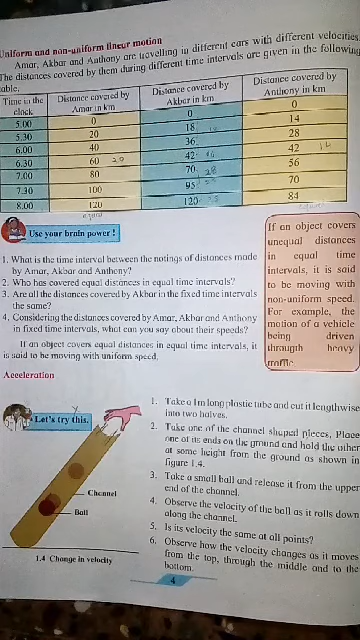 Uniform and non-uniform linear motion
Amar, Akbar and Anthony are travelling in different cars with different velocities.
The distances covered by them during different time intervals are given in the following
table.
Time in the clock | Distance covered by Amar in km | Distance covered by Akbar in km | Distance covered by Anthony in km
5.00 | 0 | 0 | 0
5.30 | 20 | 18 | 14
6.00 | 40 | 36 | 28
6.30 | 60 20 | 42 | 42 14
7.00 | 80 | 70 28 | 56
7.30 | 100 | 95 | 70
8.00 | 120 | 120 | 84
Use your brain power !
1. What is the time interval between the notings of distances made
by Amar, Akbar and Anthony?
2. Who has covered equal distances in equal time intervals?
3. Are all the distances covered by Akbar in the fixed time intervals
the same?
4. Considering the distances covered by Amar, Akbar and Anthony
in fixed time intervals, what can you say about their speeds?
If an object covers equal distances in equal time intervals, it
is said to be moving with uniform speed.
If an object covers
unequal distances
in equal time
intervals, it is said
to be moving with
non-uniform speed.
For example, the
motion of a vehicle
being driven
through heavy
traffic.
Acceleration
Let's try this.
Channel
Ball
1.4 Change in velocity
1. Take a 1m long plastic tube and cut it lengthwise
into two halves.
2. Take one of the channel shaped pieces. Place
one of its ends on the ground and hold the other
at some height from the ground as shown in
figure 1.4.
3. Take a small ball and release it from the upper
end of the channel.
4. Observe the velocity of the ball as it rolls down
along the channel.
5. Is its velocity the same at all points?
6. Observe how the velocity changes as it moves
from the top, through the middle and to the
bottom.
4